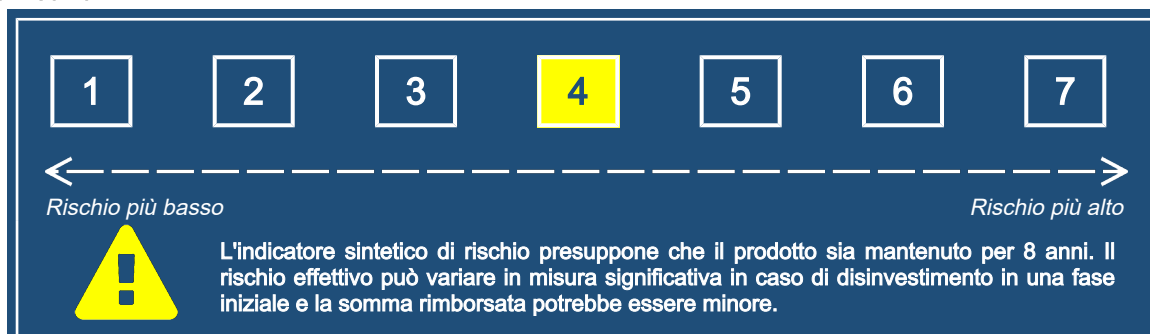 1 2 3 4 5 6 7
Rischio più basso Rischio più alto
L'indicatore sintetico di rischio presuppone che il prodotto sia mantenuto per 8 anni. Il
rischio effettivo può variare in misura significativa in caso di disinvestimento in una fase
iniziale e la somma rimborsata potrebbe essere minore.